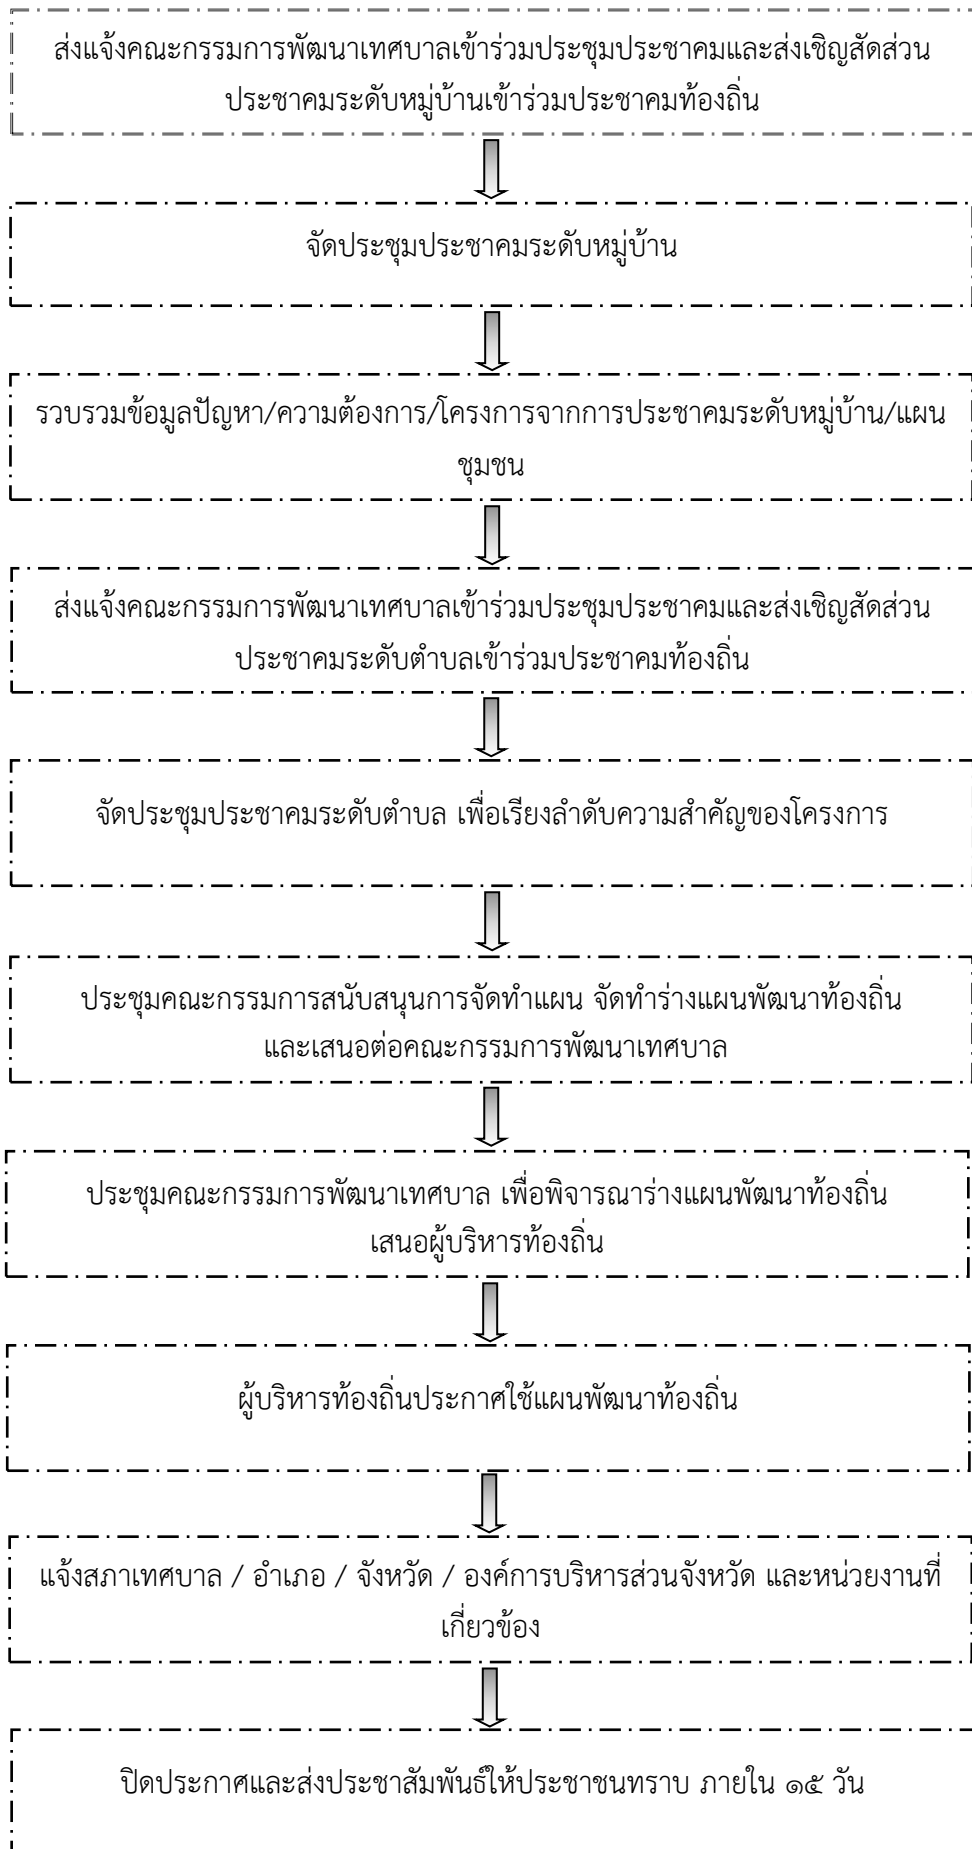 ส่งแจ้งคณะกรรมการพัฒนาเทศบาลเข้าร่วมประชุมประชาคมและส่งเชิญสัดส่วน
ประชาคมระดับหมู่บ้านเข้าร่วมประชาคมท้องถิ่น
จัดประชุมประชาคมระดับหมู่บ้าน
รวบรวมข้อมูลปัญหา/ความต้องการ/โครงการจากการประชาคมระดับหมู่บ้าน/แผน
ชุมชน
ส่งแจ้งคณะกรรมการพัฒนาเทศบาลเข้าร่วมประชุมประชาคมและส่งเชิญสัดส่วน
ประชาคมระดับตำบลเข้าร่วมประชาคมท้องถิ่น
จัดประชุมประชาคมระดับตำบล เพื่อเรียงลำดับความสำคัญของโครงการ
ประชุมคณะกรรมการสนับสนุนการจัดทำแผน จัดทำร่างแผนพัฒนาท้องถิ่น
และเสนอต่อคณะกรรมการพัฒนาเทศบาล
ประชุมคณะกรรมการพัฒนาเทศบาล เพื่อพิจารณาร่างแผนพัฒนาท้องถิ่น
เสนอผู้บริหารท้องถิ่น
ผู้บริหารท้องถิ่นประกาศใช้แผนพัฒนาท้องถิ่น
แจ้งสภาเทศบาล / อำเภอ / จังหวัด / องค์การบริหารส่วนจังหวัด และหน่วยงานที่
เกี่ยวข้อง
ปิดประกาศและส่งประชาสัมพันธ์ให้ประชาชนทราบ ภายใน ๑๕ วัน